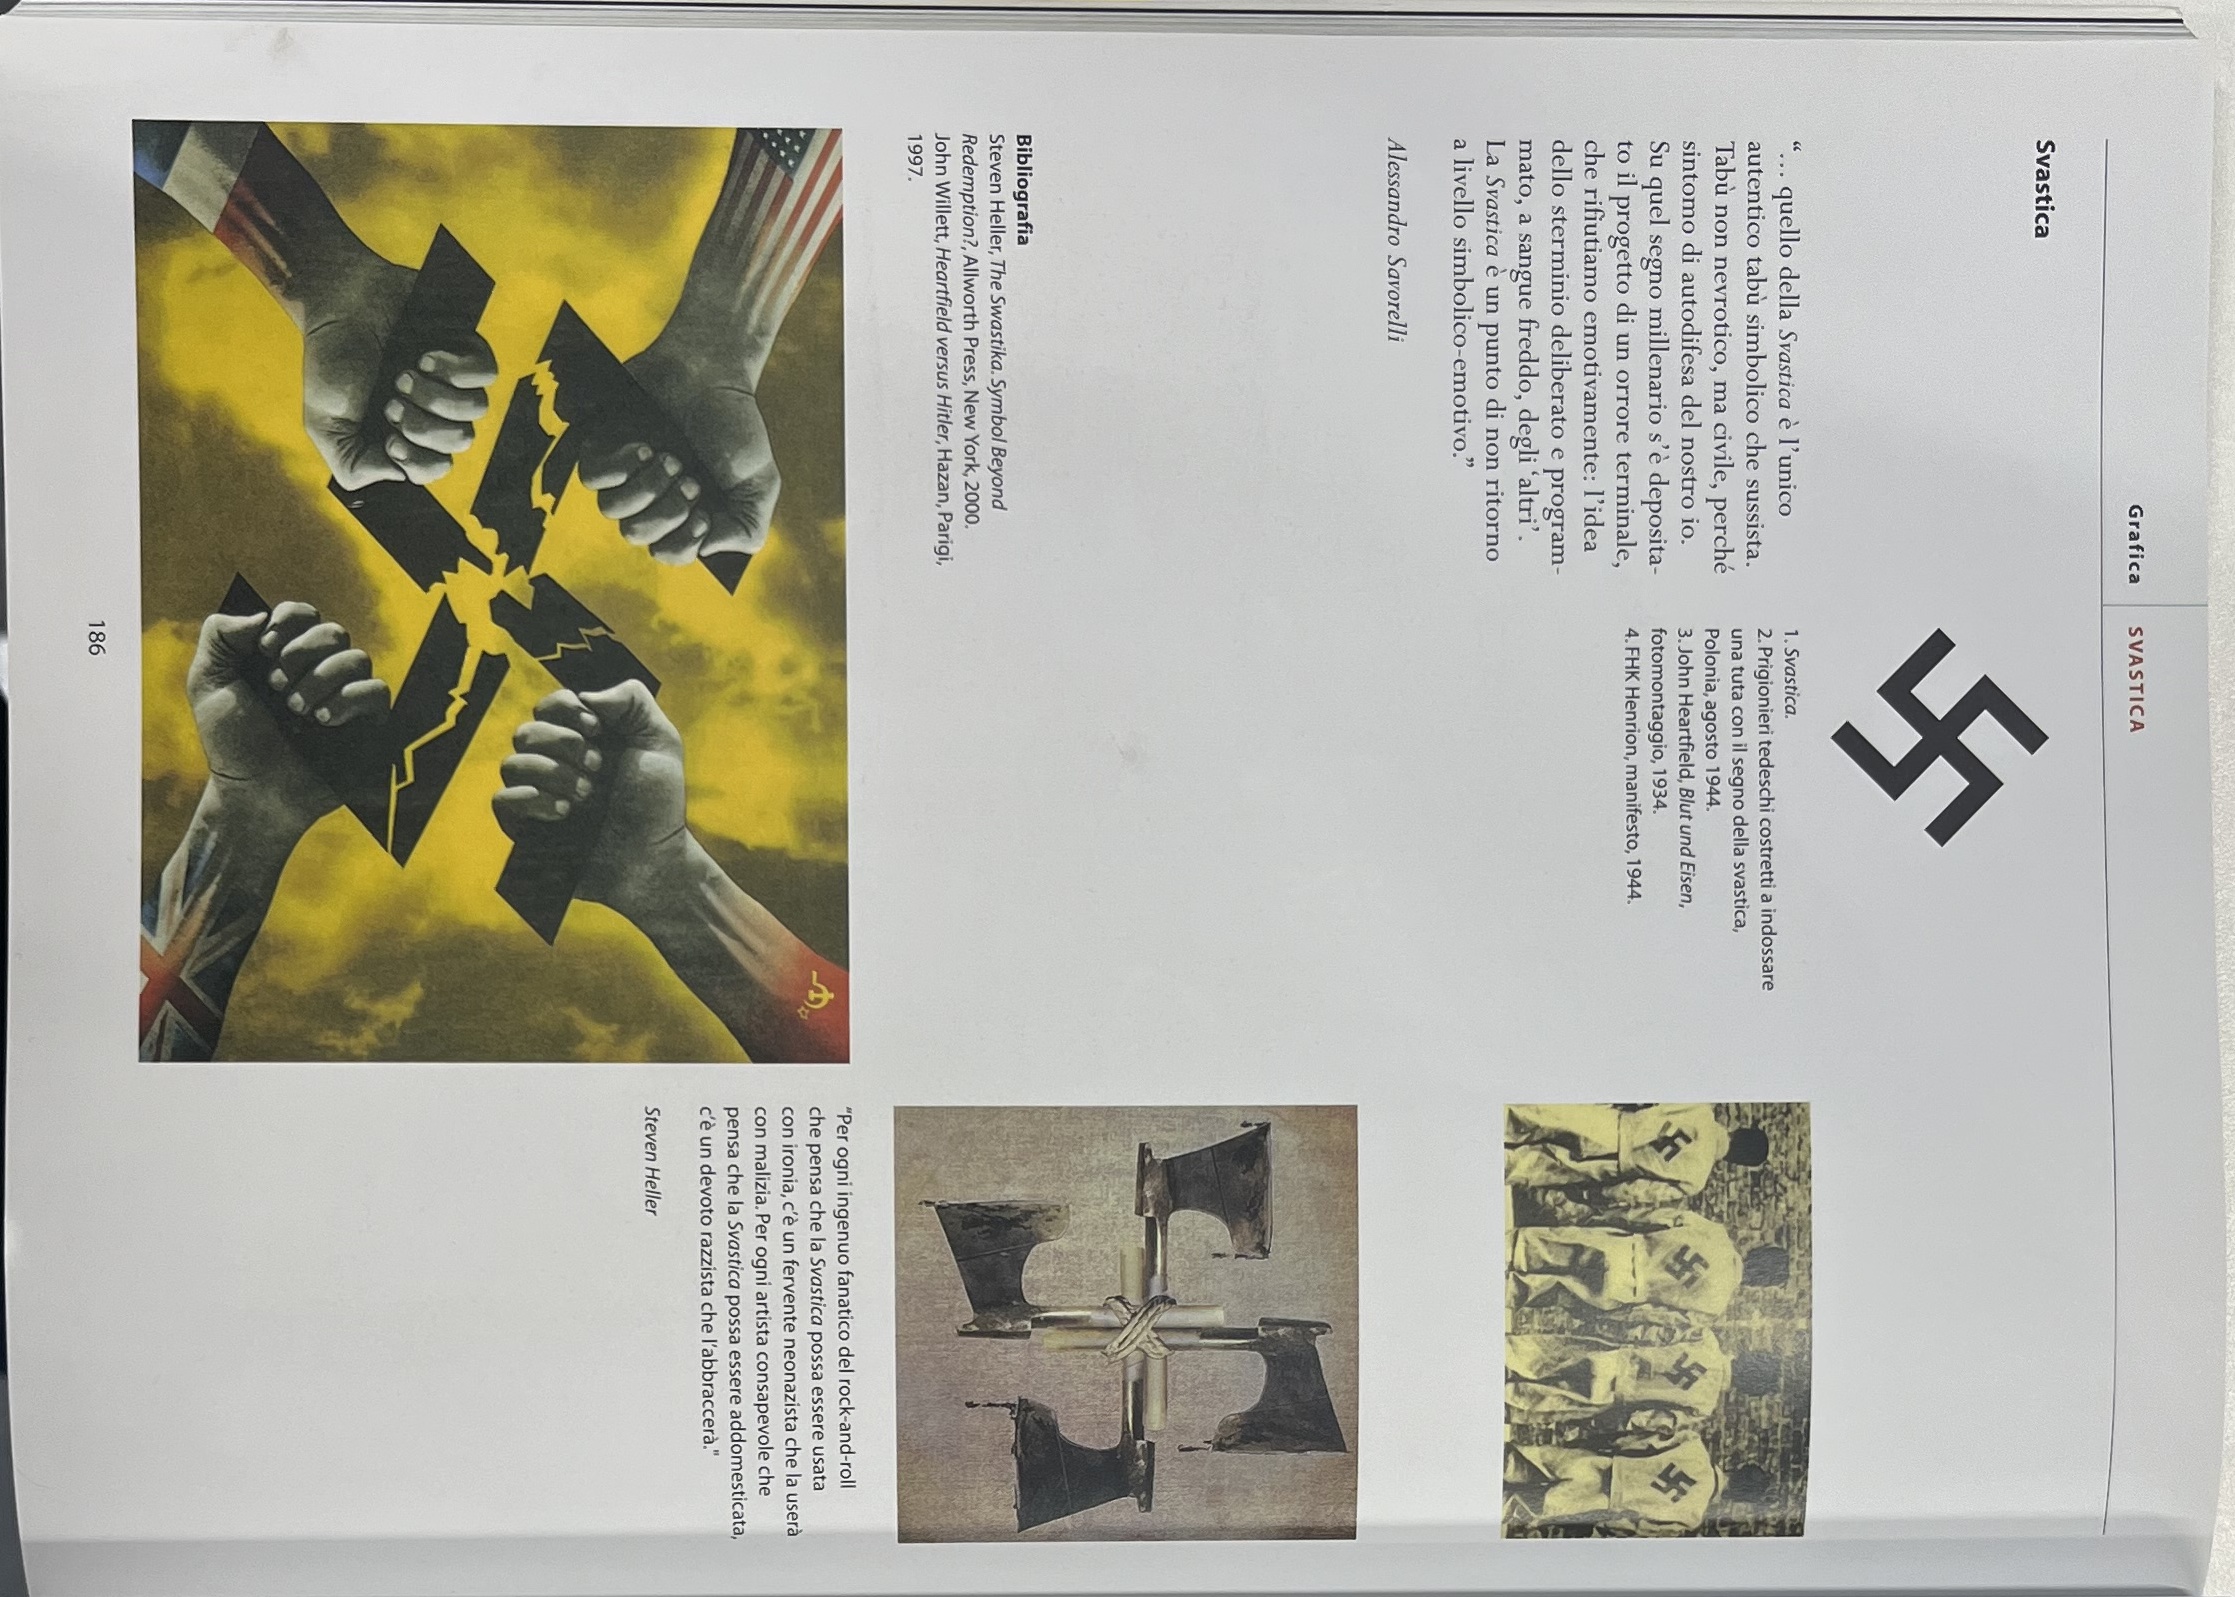 Grafica
SVASTICA
Svastica
“… quello della Svastica è l’unico
autentico tabù simbolico che sussista.
Tabù non nevrotico, ma civile, perché
sintomo di autodifesa del nostro io.
Su quel segno millenario s’è deposita-
to il progetto di un orrore terminale,
che rifiutiamo emotivamente: l’idea
dello sterminio deliberato e program-
mato, a sangue freddo, degli ‘altri’.
La Svastica è un punto di non ritorno
a livello simbolico-emotivo.”
Alessandro Savorelli
1. Svastica.
2. Prigionieri tedeschi costretti a indossare
una tuta con il segno della svastica,
Polonia, agosto 1944.
3. John Heartfield, Blut und Eisen,
fotomontaggio, 1934.
4. FHK Henrion, manifesto, 1944.
Bibliografia
Steven Heller, The Swastika. Symbol Beyond
Redemption?, Allworth Press, New York, 2000.
John Willett, Heartfield versus Hitler, Hazan, Parigi,
1997.
"Per ogni ingenuo fanatico del rock-and-roll
che pensa che la Svastica possa essere usata
con ironia, c’è un fervente neonazista che la userà
con malizia. Per ogni artista consapevole che
pensa che la Svastica possa essere addomesticata,
c’è un devoto razzista che l’abbraccerà."
Steven Heller
186